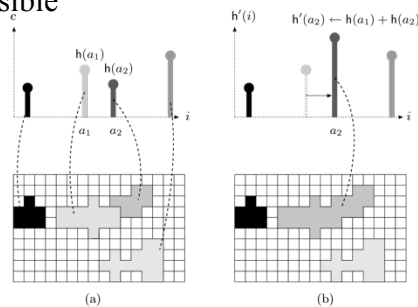 sible
c
h(a₁)
h(a₂)
a₁
a₂
i
(a)
h′(i)
h′(a₂) ← h(a₁) + h(a₂)
a₂
i
(b)